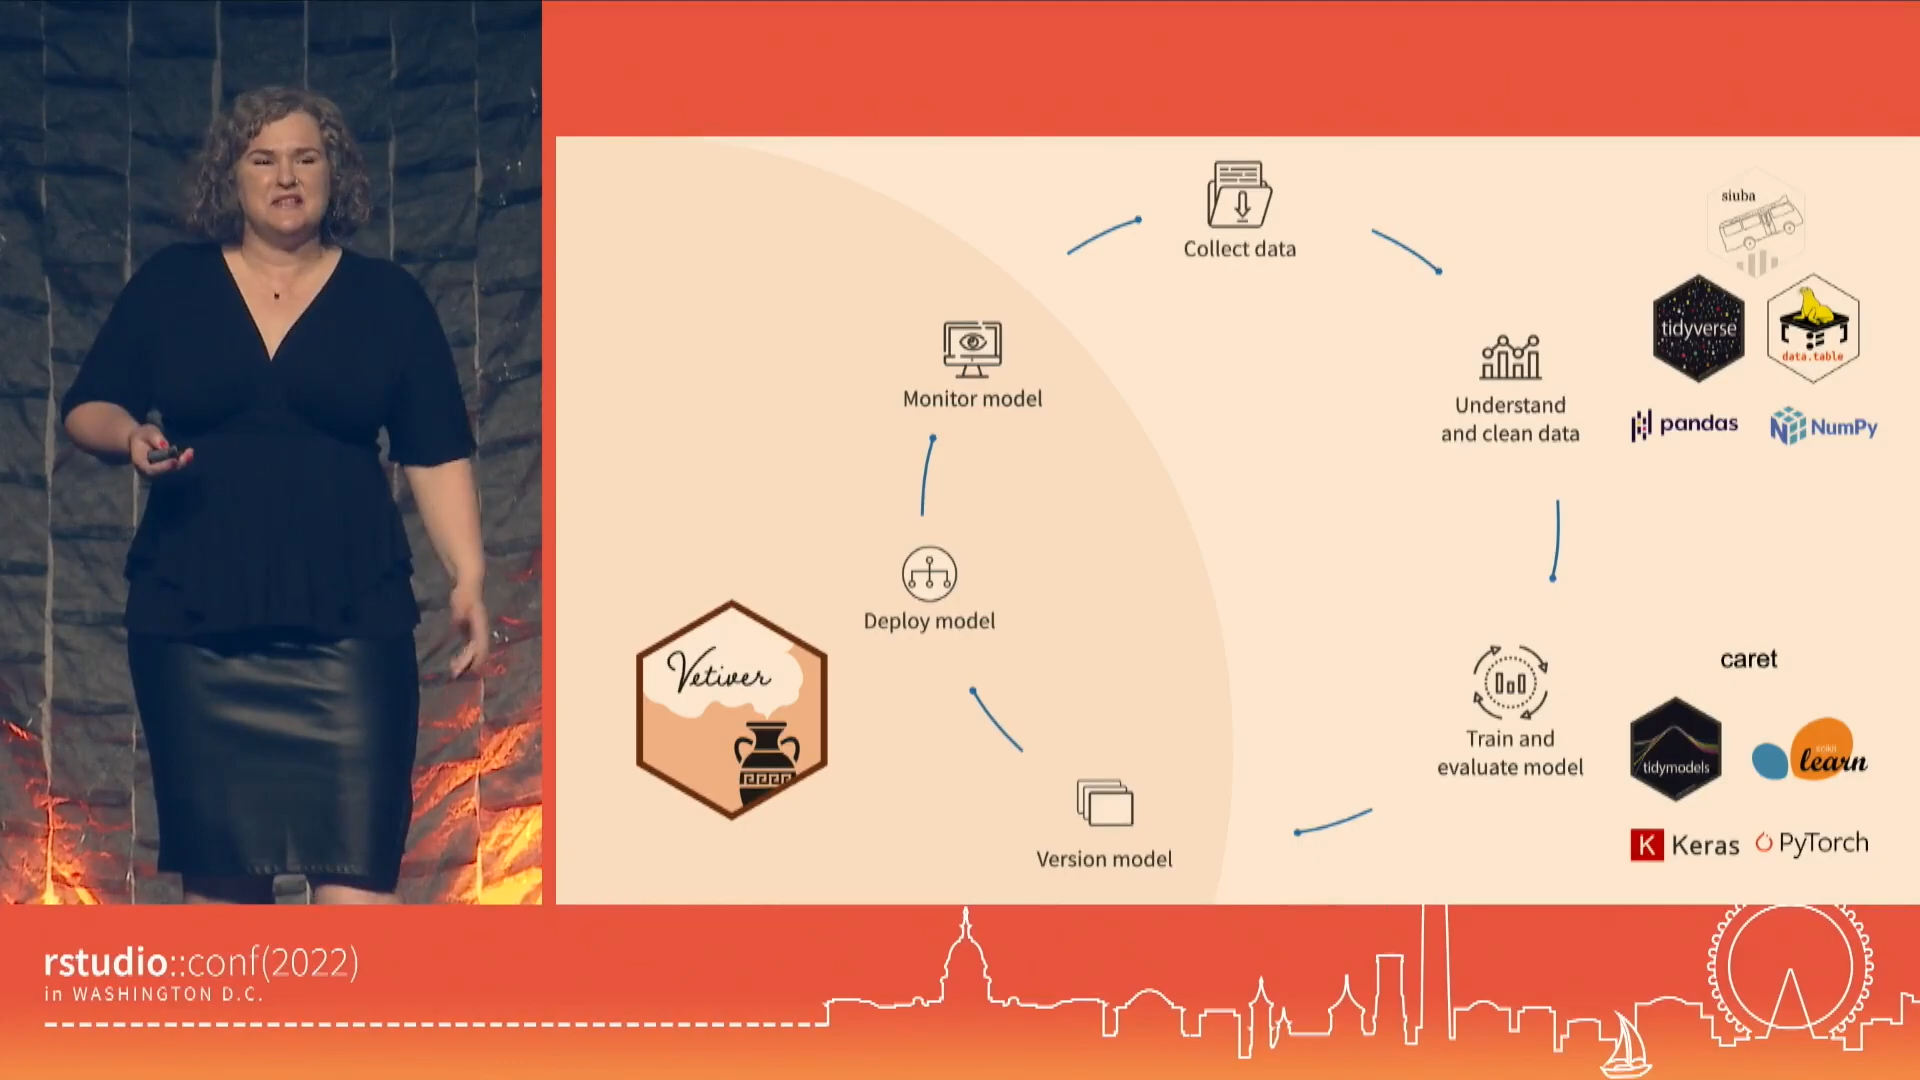 Collect data
siuba
tidyverse
data.table
Monitor model
Understand
and clean data
pandas
NumPy
Deploy model
Vetiver
caret
Train and
evaluate model
tidymodels
scikit
learn
K Keras
PyTorch
Version model
rstudio::conf(2022)
in WASHINGTON D.C.